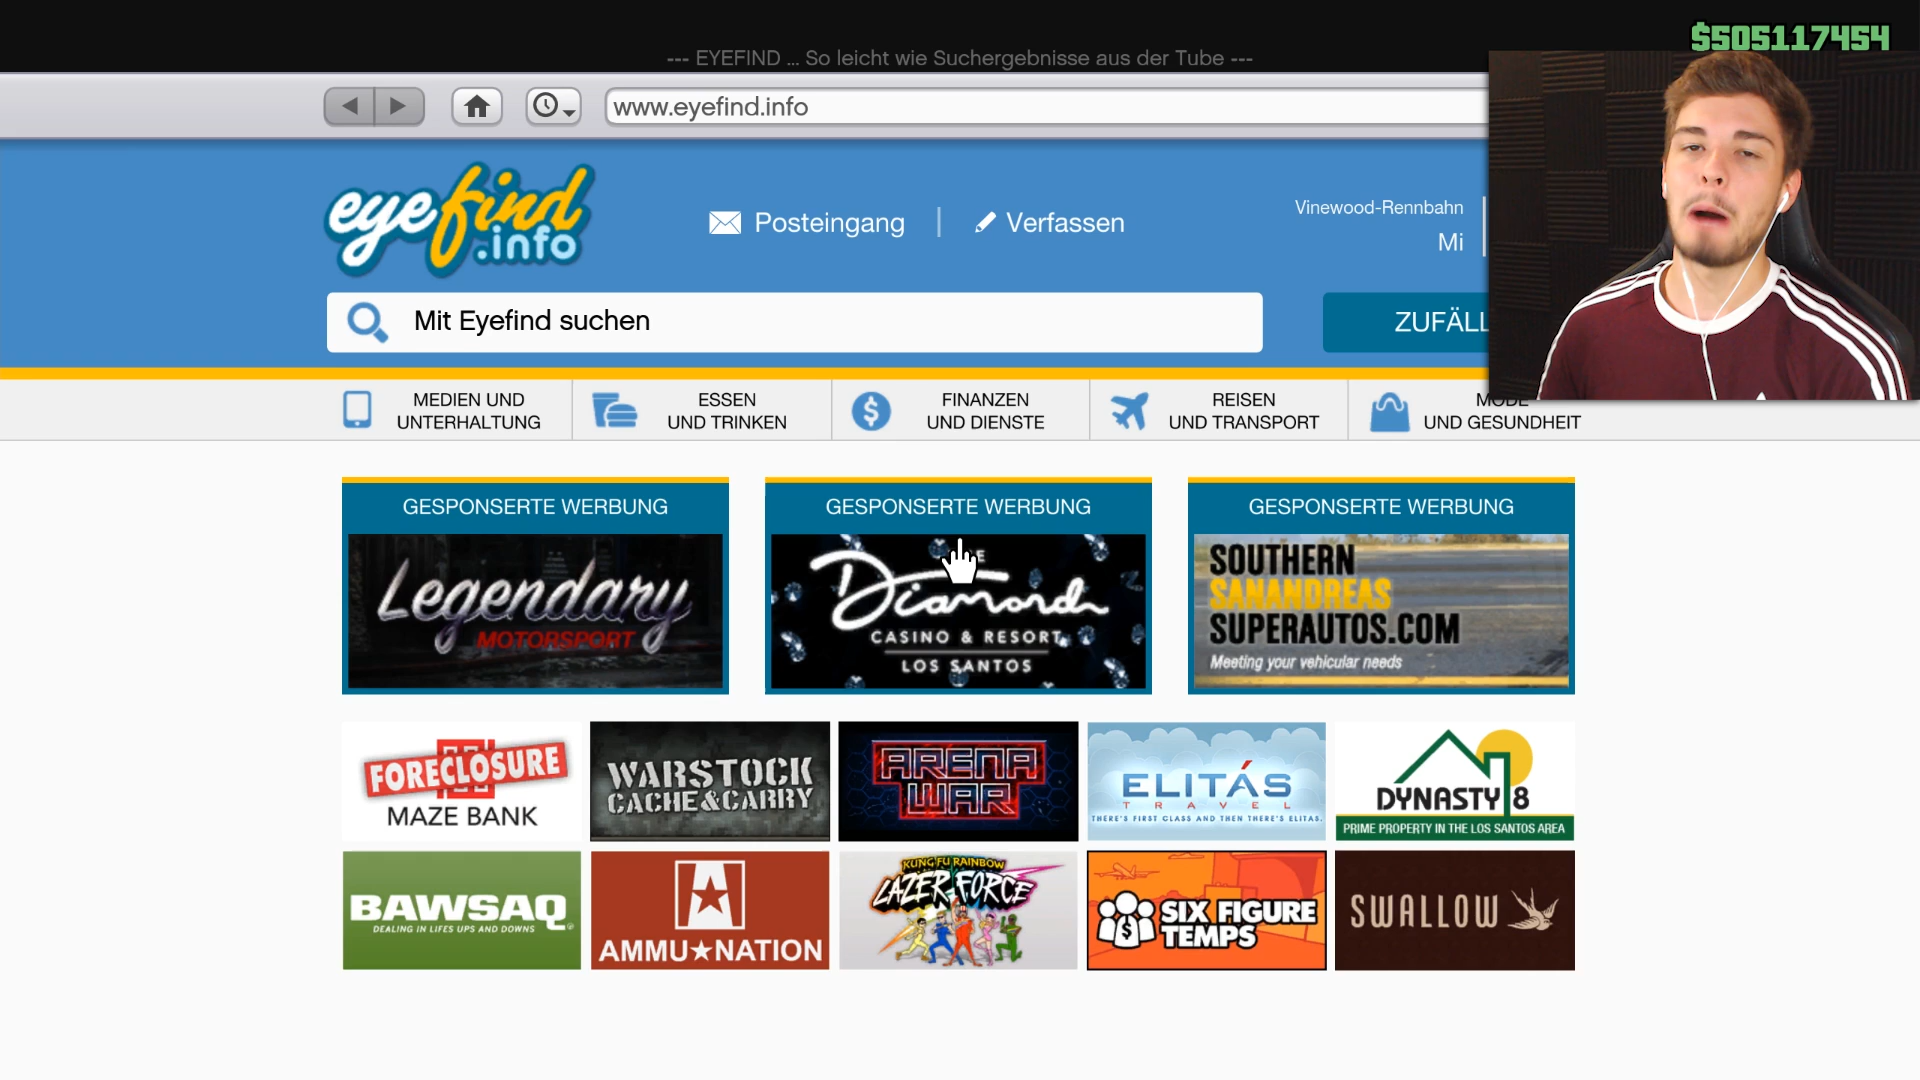 $505117454
--- EYEFIND ... So leicht wie Suchergebnisse aus der Tube ---
www.eyefind.info
eyefind
.info
Posteingang
Verfassen
Vinewood-Rennbahn
Mi
Mit Eyefind suchen
ZUFÄLL
MEDIEN UND
UNTERHALTUNG
ESSEN
UND TRINKEN
FINANZEN
UND DIENSTE
REISEN
UND TRANSPORT
MODE
UND GESUNDHEIT
GESPONSERTE WERBUNG
Legendary
MOTORSPORT
GESPONSERTE WERBUNG
Diamond
CASINO & RESORT
LOS SANTOS
GESPONSERTE WERBUNG
SOUTHERN
SANANDREAS
SUPERAUTOS.COM
Meeting your vehicular needs
FORECLOSURE
MAZE BANK
WARSTOCK
CACHE&CARRY
ARENA
WAR
ELITÁS
TRAVEL
THERE'S FIRST CLASS AND THEN THERE'S ELITAS.
DYNASTY 8
PRIME PROPERTY IN THE LOS SANTOS AREA
BAWSAQ
DEALING IN LIFES UPS AND DOWNS
AMMU★NATION
KUNG FU RAINBOW
LAZER FORCE
SIX FIGURE
TEMPS
SWALLOW